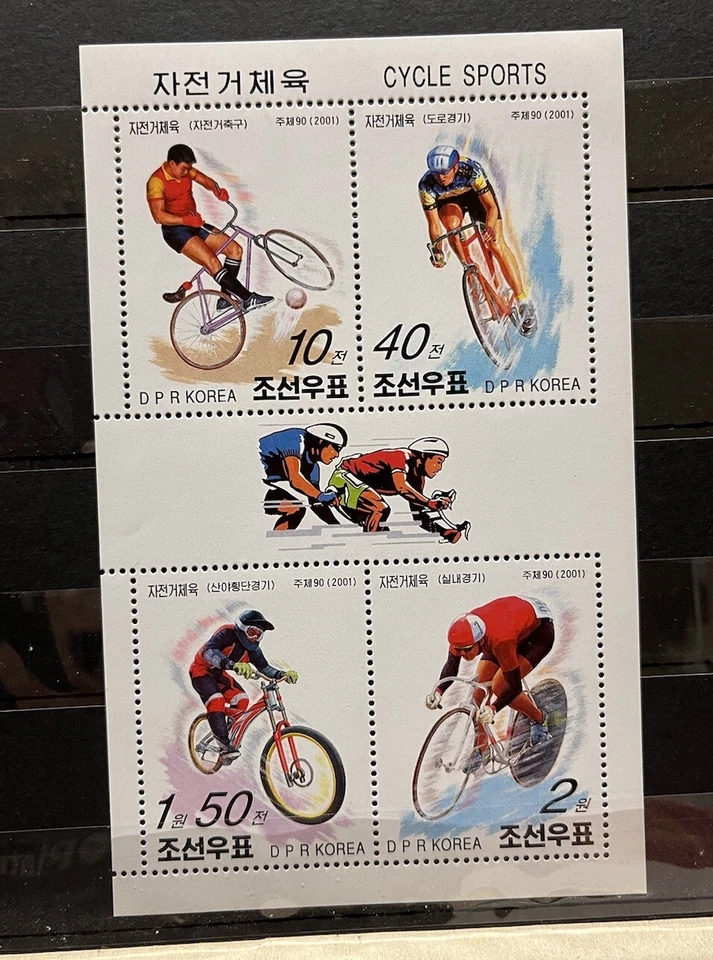 자전거체육 CYCLE SPORTS
자전거체육 (자전거축구) 주체90 (2001)
10전
D P R KOREA 조선우표
자전거체육 (도로경기) 주체90 (2001)
40전
조선우표 D P R KOREA
자전거체육 (산야횡단경기) 주체90 (2001)
1원 50전
조선우표 D P R KOREA
자전거체육 (실내경기) 주체90 (2001)
2원
D P R KOREA 조선우표